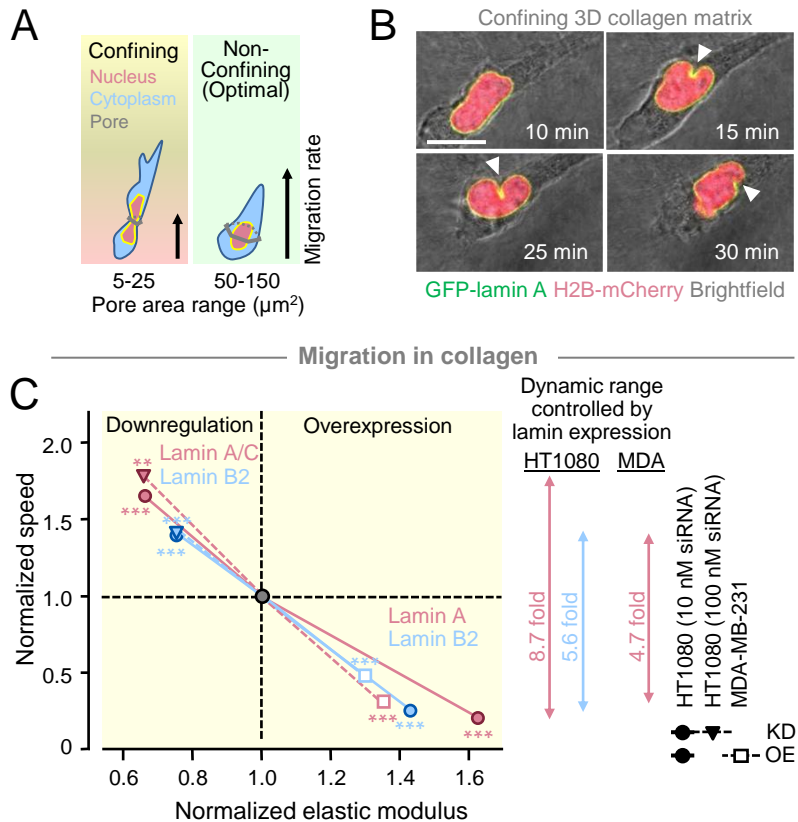 A
Confining
Nucleus
Cytoplasm
Pore
Non-
Confining
(Optimal)
Migration rate
5-25
50-150
Pore area range (µm²)
B
Confining 3D collagen matrix
10 min
15 min
25 min
30 min
GFP-lamin A H2B-mCherry Brightfield
Migration in collagen
C
Downregulation
Overexpression
Lamin A/C
Lamin B2
**
***
***
***
Lamin A
Lamin B2
***
***
***
***
Normalized speed
2.0
1.5
1.0
0.5
0
0.6
0.8
1.0
1.2
1.4
1.6
Normalized elastic modulus
Dynamic range
controlled by
lamin expression
HT1080
MDA
8.7 fold
5.6 fold
4.7 fold
HT1080 (10 nM siRNA)
HT1080 (100 nM siRNA)
MDA-MB-231
KD
OE